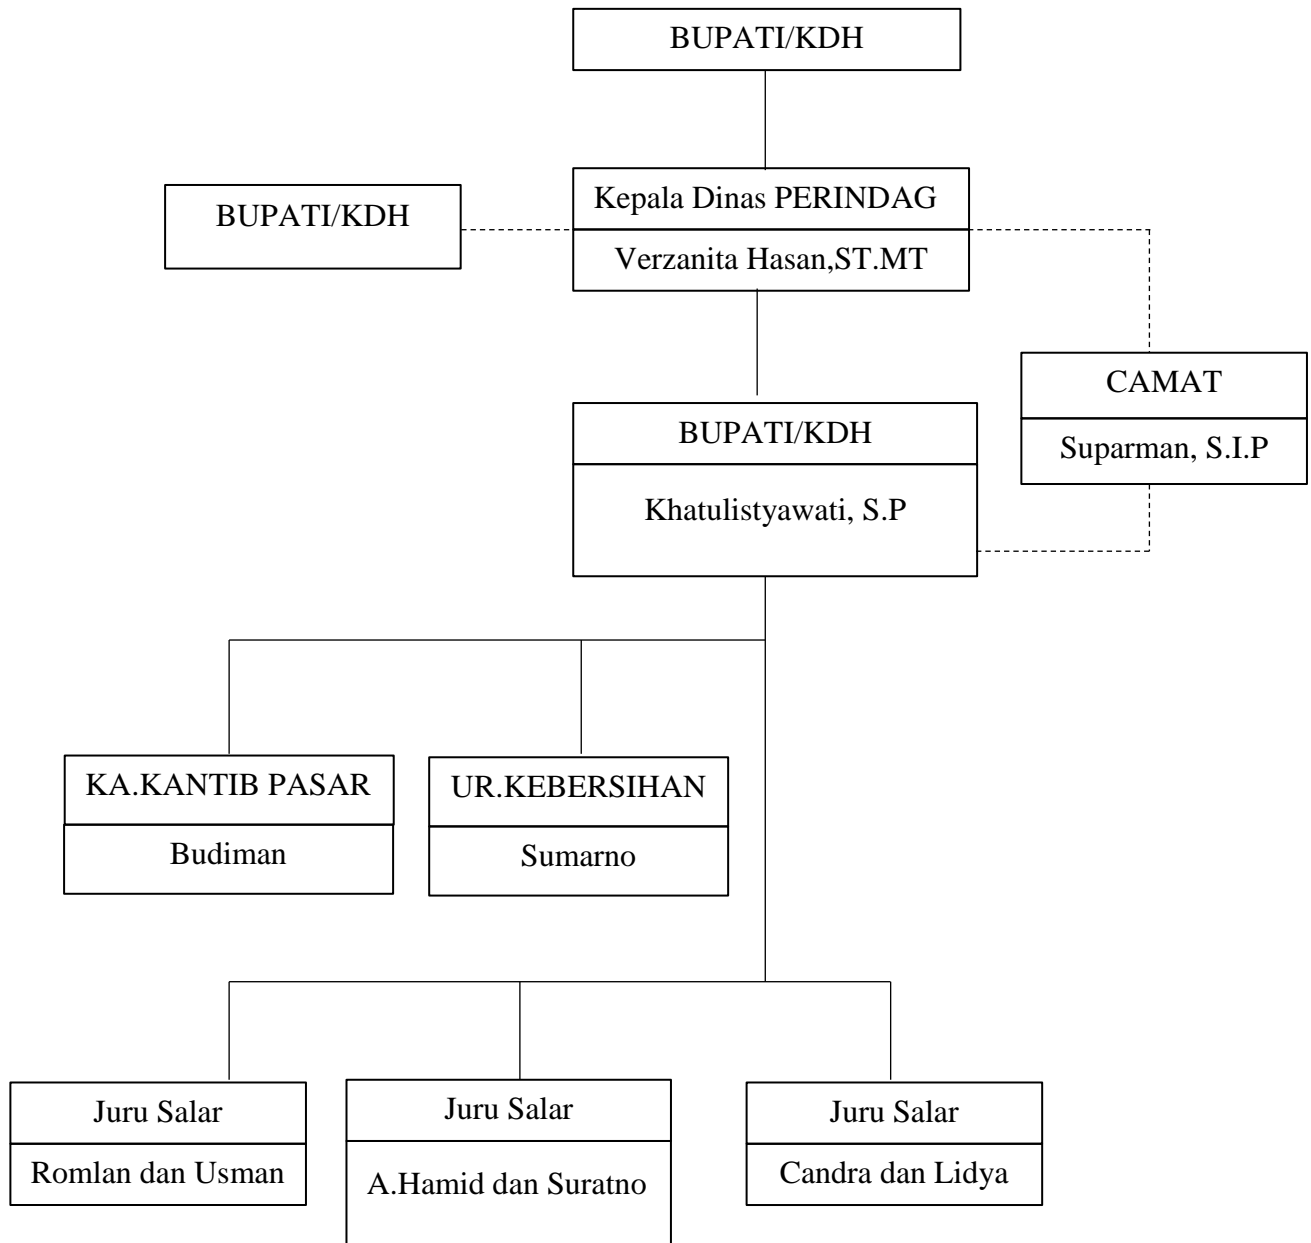 BUPATI/KDH
Kepala Dinas PERINDAG
Verzanita Hasan,ST.MT
BUPATI/KDH
CAMAT
Suparman, S.I.P
BUPATI/KDH
Khatulistyawati, S.P
KA.KANTIB PASAR
Budiman
UR.KEBERSIHAN
Sumarno
Juru Salar
Romlan dan Usman
Juru Salar
A.Hamid dan Suratno
Juru Salar
Candra dan Lidya